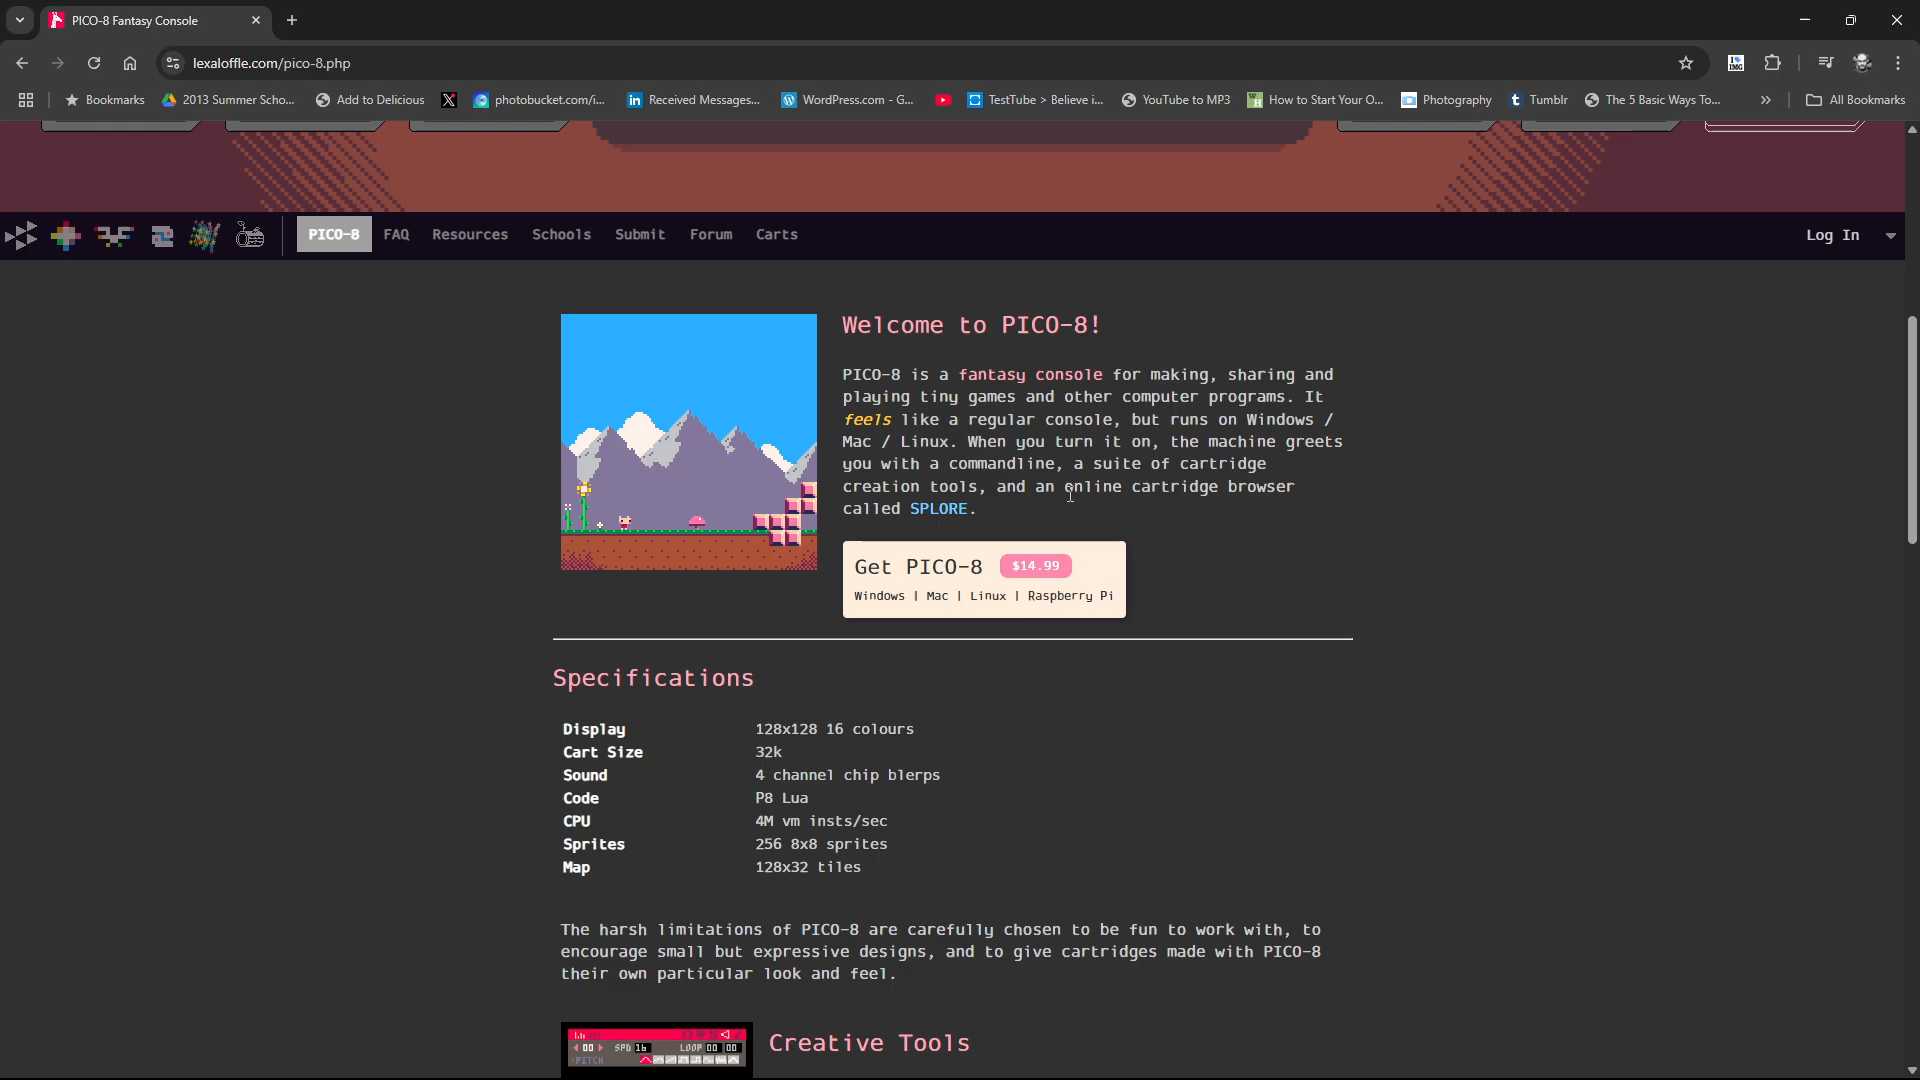 PICO-8 Fantasy Console
lexaloffle.com/pico-8.php
Bookmarks
2013 Summer Scho...
Add to Delicious
photobucket.com/i...
Received Messages...
WordPress.com - G...
TestTube > Believe i...
YouTube to MP3
How to Start Your O...
Photography
Tumblr
The 5 Basic Ways To...
All Bookmarks
PICO-8 FAQ Resources Schools Submit Forum Carts
Log In
Welcome to PICO-8!
PICO-8 is a fantasy console for making, sharing and
playing tiny games and other computer programs. It
feels like a regular console, but runs on Windows /
Mac / Linux. When you turn it on, the machine greets
you with a commandline, a suite of cartridge
creation tools, and an online cartridge browser
called SPLORE.
Get PICO-8 $14.99
Windows | Mac | Linux | Raspberry Pi
Specifications
Display 128x128 16 colours
Cart Size 32k
Sound 4 channel chip blerps
Code P8 Lua
CPU 4M vm insts/sec
Sprites 256 8x8 sprites
Map 128x32 tiles
The harsh limitations of PICO-8 are carefully chosen to be fun to work with, to
encourage small but expressive designs, and to give cartridges made with PICO-8
their own particular look and feel.
00 SPD 16 LOOP 00 00
PITCH
Creative Tools